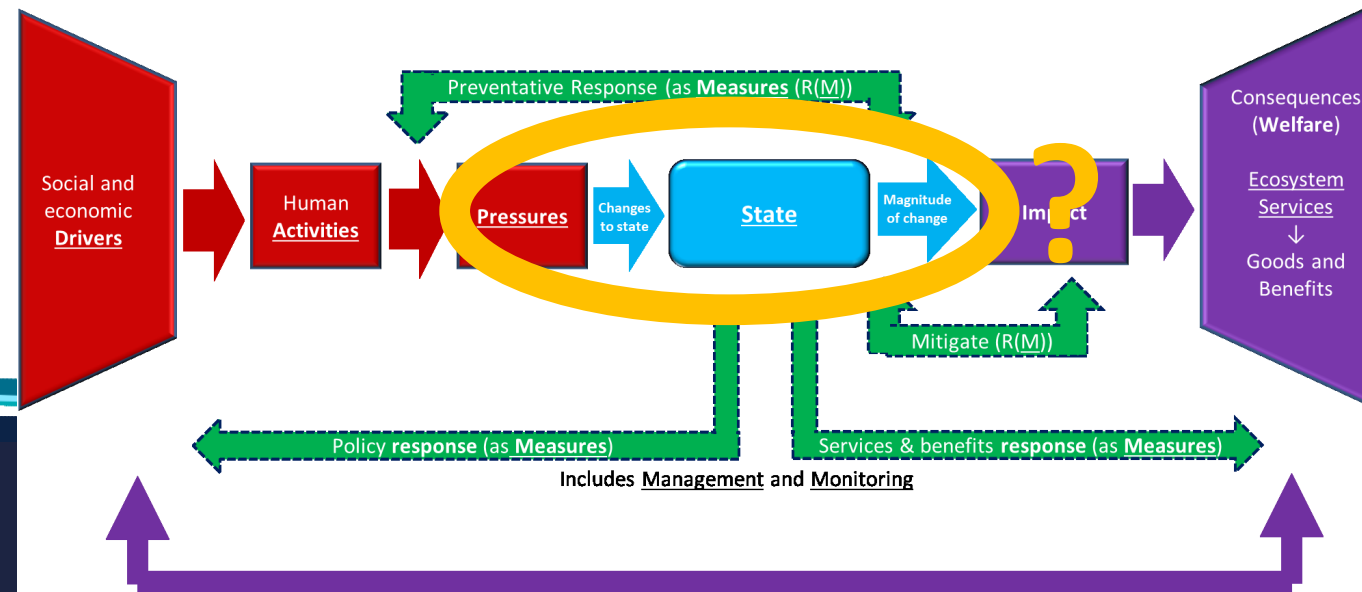 Preventative Response (as Measures (R(M))
Social and
economic
Drivers
Human
Activities
Pressures
Changes
to state
State
Magnitude
of change
Impact
?
Consequences
(Welfare)
Ecosystem
Services
↓
Goods and
Benefits
Mitigate (R(M))
Policy response (as Measures)
Services & benefits response (as Measures)
Includes Management and Monitoring